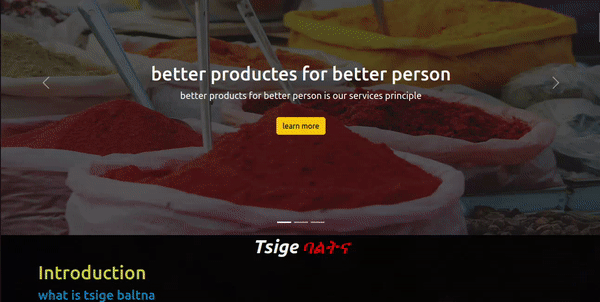 better productes for better person
better products for better person is our services principle
learn more
Tsige ባልትና
Introduction
what is tsige baltna